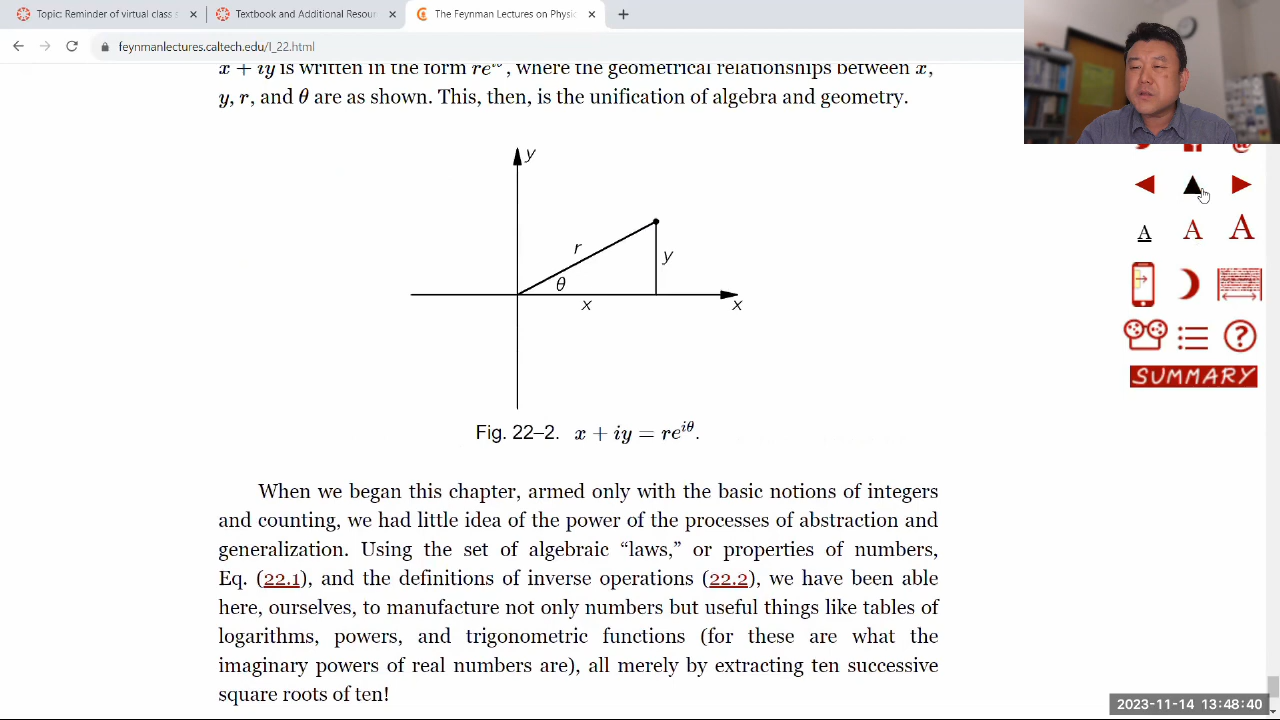 Topic: Reminder of virtual class
Textbook and Additional Resour
The Feynman Lectures on Physi
feynmanlectures.caltech.edu/I_22.html
x + iy is written in the form re^{iθ}, where the geometrical relationships between x,
y, r, and θ are as shown. This, then, is the unification of algebra and geometry.
y
r
y
θ
x
x
Fig. 22–2. x + iy = re^{iθ}.
When we began this chapter, armed only with the basic notions of integers
and counting, we had little idea of the power of the processes of abstraction and
generalization. Using the set of algebraic “laws,” or properties of numbers,
Eq. (22.1), and the definitions of inverse operations (22.2), we have been able
here, ourselves, to manufacture not only numbers but useful things like tables of
logarithms, powers, and trigonometric functions (for these are what the
imaginary powers of real numbers are), all merely by extracting ten successive
square roots of ten!
A A A
?
SUMMARY
2023-11-14 13:48:40